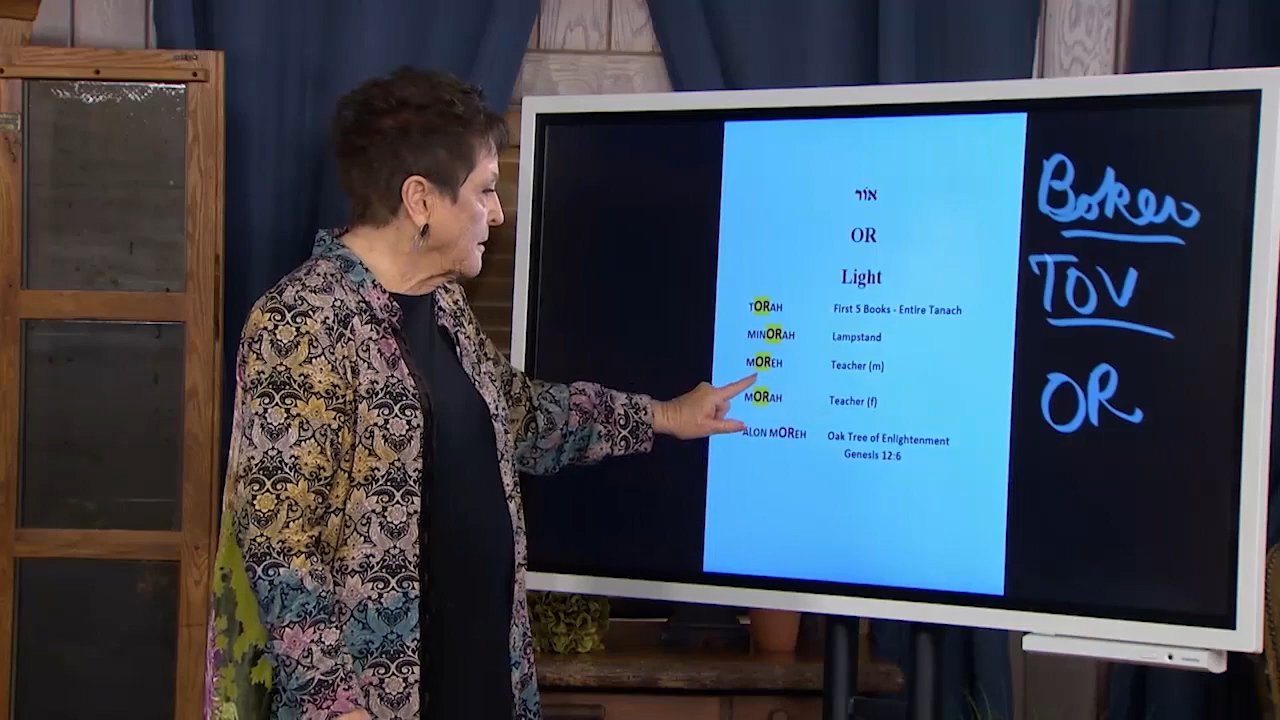 אוֹר
OR
Light
TORAH First 5 Books - Entire Tanach
MINORAH Lampstand
MOREH Teacher (m)
MORAH Teacher (f)
ALON MOREH Oak Tree of Enlightenment
Genesis 12:6
Boker
TOV
OR